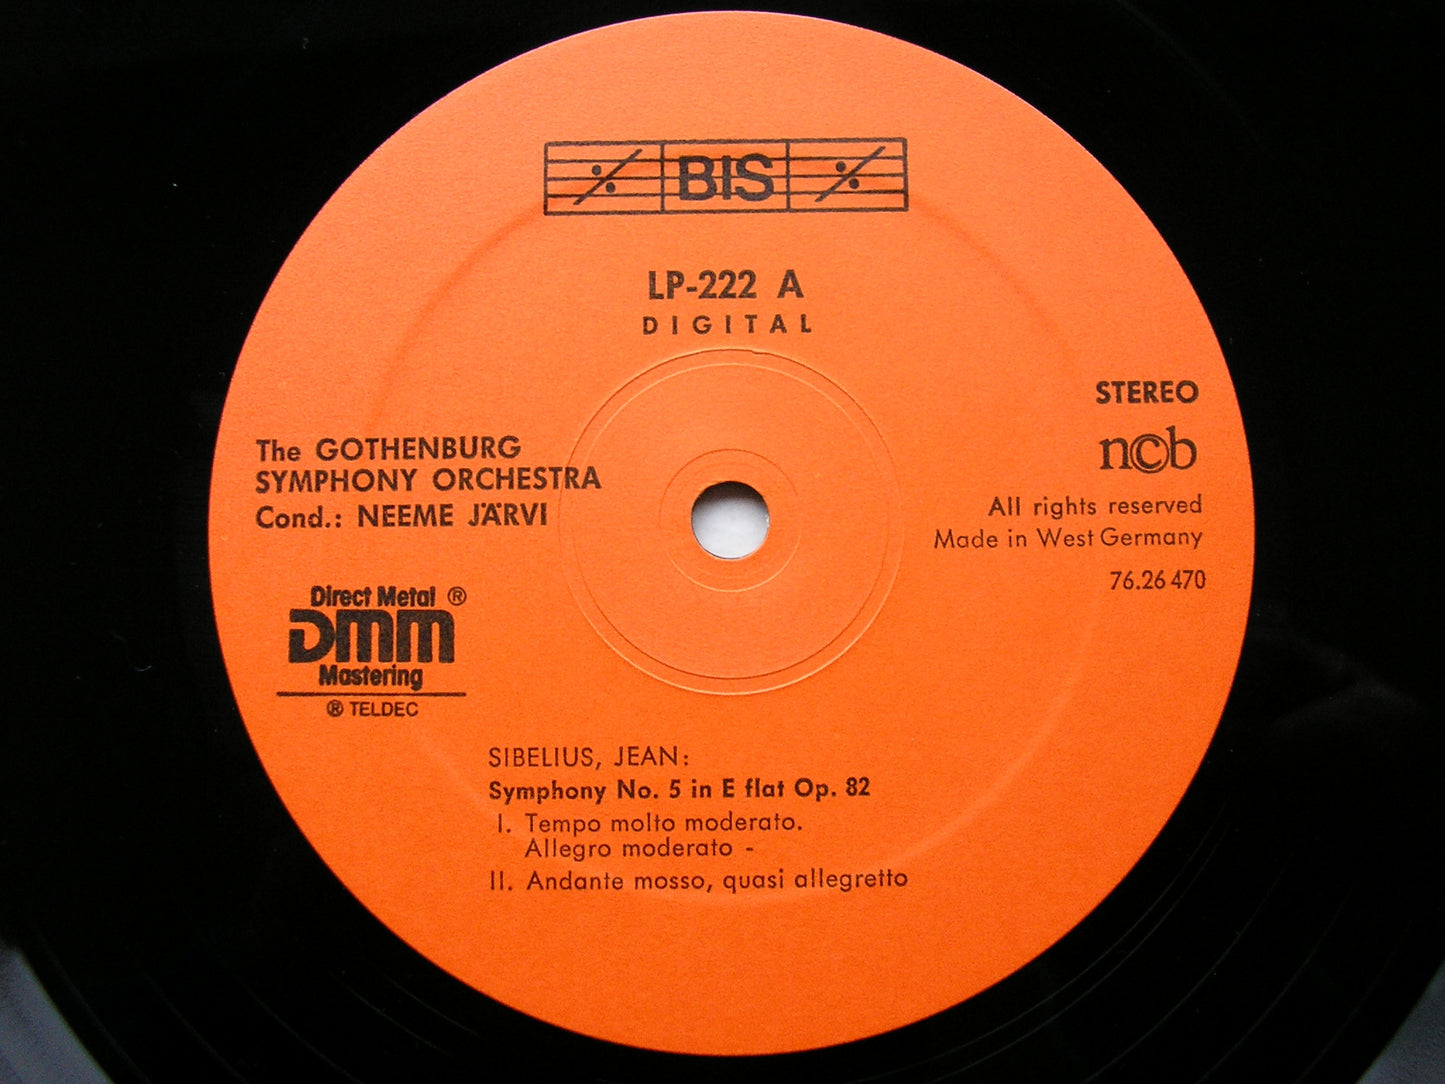 BIS
LP-222 A
DIGITAL
STEREO
ncb
All rights reserved
Made in West Germany
76.26 470
The GOTHENBURG
SYMPHONY ORCHESTRA
Cond.: NEEME JÄRVI
Direct Metal ®
DMM
Mastering
® TELDEC
SIBELIUS, JEAN:
Symphony No. 5 in E flat Op. 82
I. Tempo molto moderato.
Allegro moderato -
II. Andante mosso, quasi allegretto